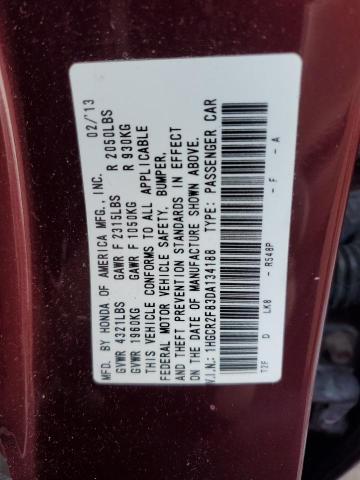 MFD. BY HONDA OF AMERICA MFG., INC. 02/'13
GVWR 4321LBS GAWR F 2315LBS R 2050LBS
GVWR 1960KG GAWR F 1050KG R 930KG
THIS VEHICLE CONFORMS TO ALL APPLICABLE
FEDERAL MOTOR VEHICLE SAFETY, BUMPER,
AND THEFT PREVENTION STANDARDS IN EFFECT
ON THE DATE OF MANUFACTURE SHOWN ABOVE.
V.I.N.: 1HGCR2F83DA134188 TYPE: PASSENGER CAR
T2F D LK8 - R548P - F - A